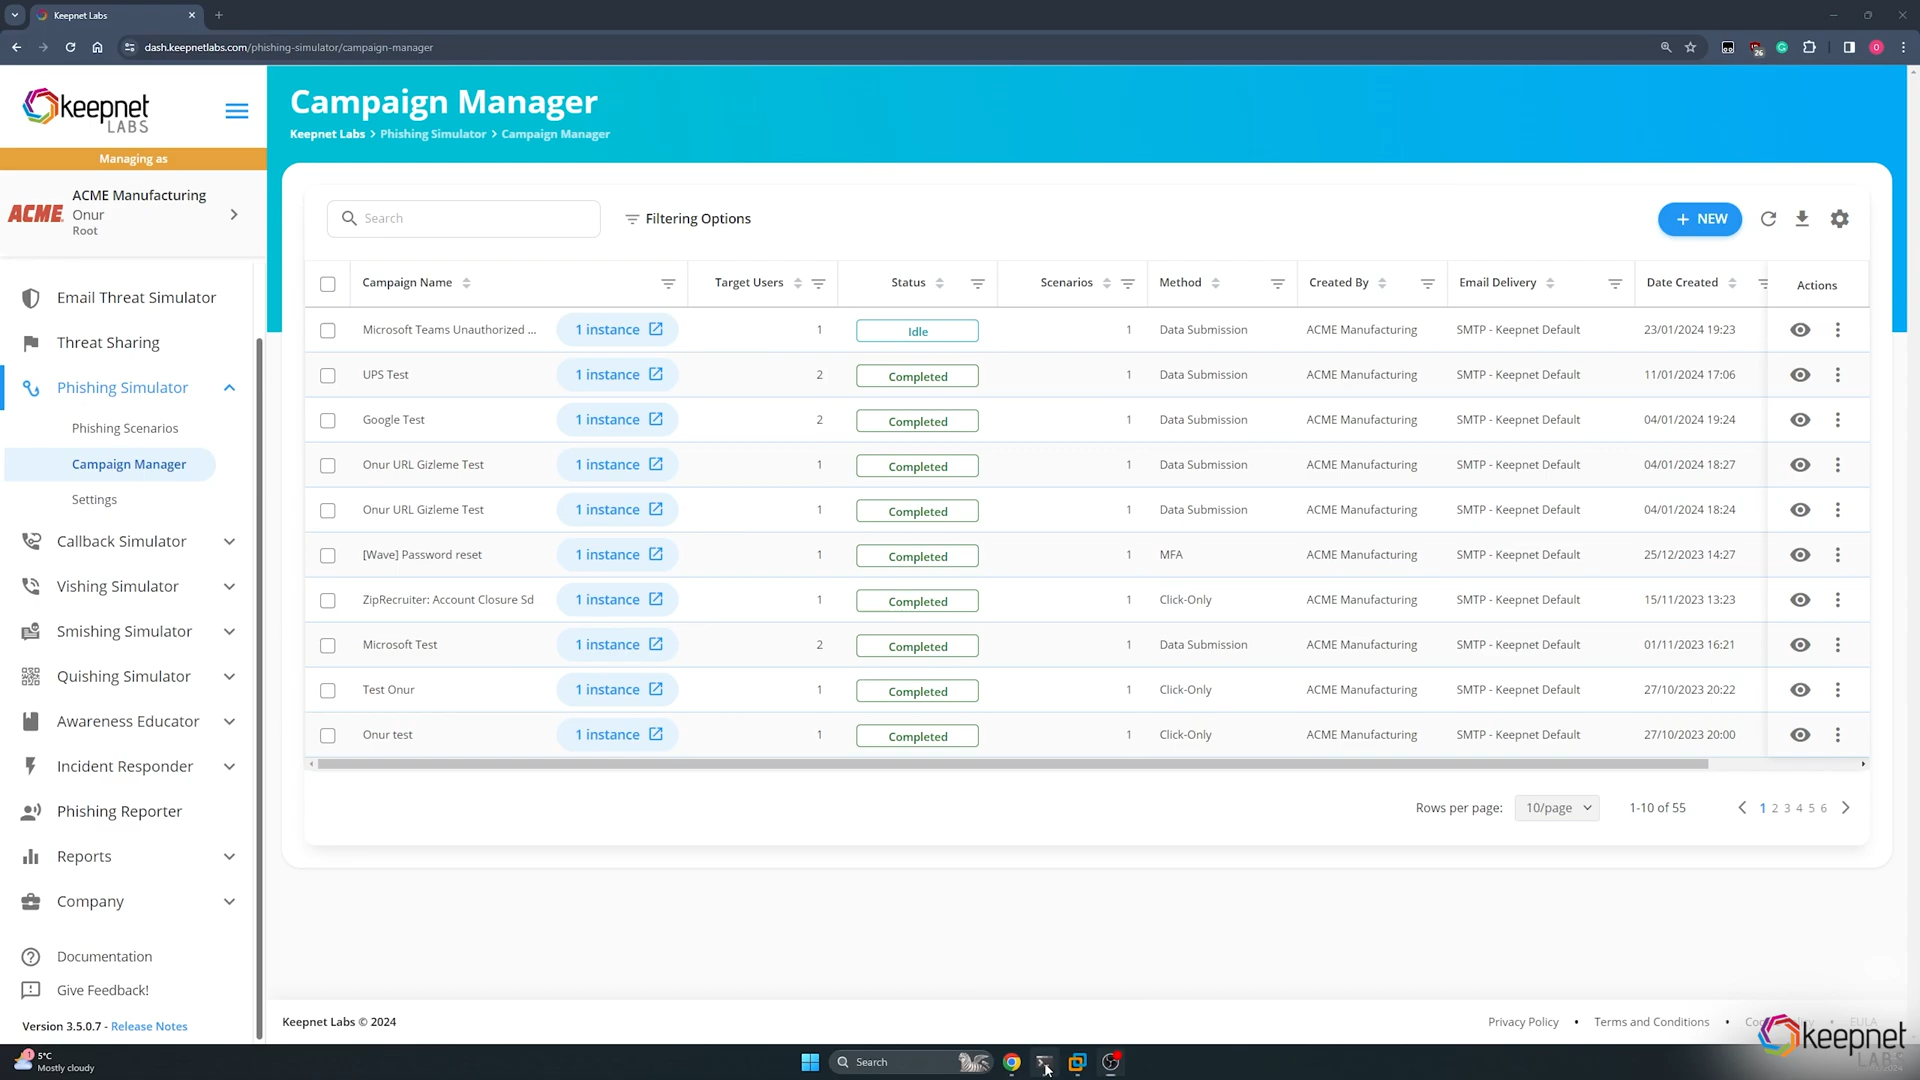 Keepnet Labs
dash.keepnetlabs.com/phishing-simulator/campaign-manager
26
O
keepnet
LABS
Managing as
ACME
ACME Manufacturing
Onur
Root
Email Threat Simulator
Threat Sharing
Phishing Simulator
Phishing Scenarios
Campaign Manager
Settings
Callback Simulator
Vishing Simulator
Smishing Simulator
Quishing Simulator
Awareness Educator
Incident Responder
Phishing Reporter
Reports
Company
Documentation
Give Feedback!
Version 3.5.0.7 - Release Notes
Campaign Manager
Keepnet Labs > Phishing Simulator > Campaign Manager
Search
Filtering Options
+ NEW
Campaign Name Target Users Status Scenarios Method Created By Email Delivery Date Created Actions
Microsoft Teams Unauthorized ... 1 instance 1 Idle 1 Data Submission ACME Manufacturing SMTP - Keepnet Default 23/01/2024 19:23
UPS Test 1 instance 2 Completed 1 Data Submission ACME Manufacturing SMTP - Keepnet Default 11/01/2024 17:06
Google Test 1 instance 2 Completed 1 Data Submission ACME Manufacturing SMTP - Keepnet Default 04/01/2024 19:24
Onur URL Gizleme Test 1 instance 1 Completed 1 Data Submission ACME Manufacturing SMTP - Keepnet Default 04/01/2024 18:27
Onur URL Gizleme Test 1 instance 1 Completed 1 Data Submission ACME Manufacturing SMTP - Keepnet Default 04/01/2024 18:24
[Wave] Password reset 1 instance 1 Completed 1 MFA ACME Manufacturing SMTP - Keepnet Default 25/12/2023 14:27
ZipRecruiter: Account Closure Sd 1 instance 1 Completed 1 Click-Only ACME Manufacturing SMTP - Keepnet Default 15/11/2023 13:23
Microsoft Test 1 instance 2 Completed 1 Data Submission ACME Manufacturing SMTP - Keepnet Default 01/11/2023 16:21
Test Onur 1 instance 1 Completed 1 Click-Only ACME Manufacturing SMTP - Keepnet Default 27/10/2023 20:22
Onur test 1 instance 1 Completed 1 Click-Only ACME Manufacturing SMTP - Keepnet Default 27/10/2023 20:00
Rows per page: 10/page 1-10 of 55 1 2 3 4 5 6
Keepnet Labs © 2024
Privacy Policy • Terms and Conditions • EULA
keepnet
LABS
1
5°C
Mostly cloudy
Search